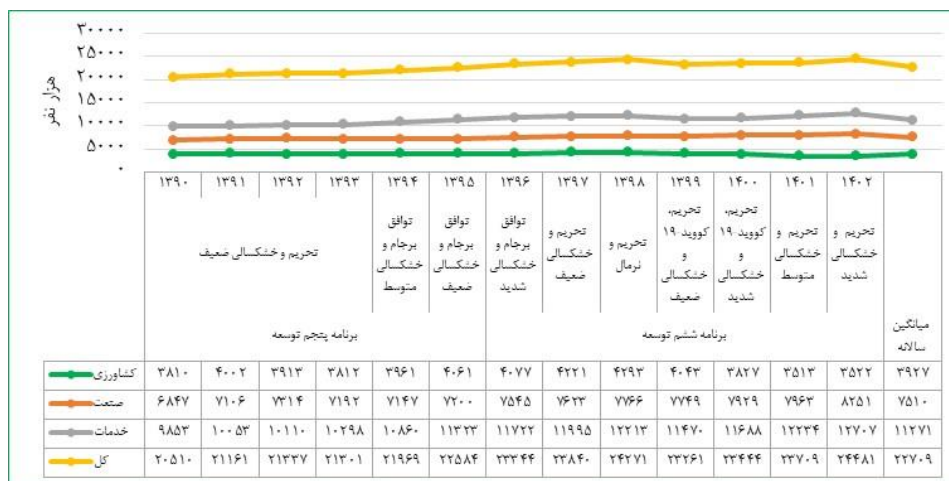 ۳۰۰۰۰
۲۵۰۰۰
۲۰۰۰۰
۱۵۰۰۰
۱۰۰۰۰
۵۰۰۰
۰
هزار نفر
۱۳۹۰ ۱۳۹۱ ۱۳۹۲ ۱۳۹۳ ۱۳۹۴ ۱۳۹۵ ۱۳۹۶ ۱۳۹۷ ۱۳۹۸ ۱۳۹۹ ۱۴۰۰ ۱۴۰۱ ۱۴۰۲
تحریم و خشکسالی ضعیف
توافق
برجام و
خشکسالی
متوسط
توافق
برجام و
خشکسالی
ضعیف
توافق
برجام و
خشکسالی
شدید
تحریم و
خشکسالی
ضعیف
تحریم و
نرمال
تحریم،
کووید-۱۹
و
خشکسالی
ضعیف
تحریم،
کووید-۱۹
و
خشکسالی
شدید
تحریم و
خشکسالی
متوسط
تحریم و
خشکسالی
شدید
برنامه پنجم توسعه
برنامه ششم توسعه
میانگین
سالانه
کشاورزی ۳۸۱۰ ۴۰۰۲ ۳۹۱۳ ۳۸۱۲ ۳۹۶۱ ۴۰۶۱ ۴۰۷۷ ۴۲۲۱ ۴۲۹۳ ۴۰۴۳ ۳۸۲۷ ۳۵۱۳ ۳۵۲۲ ۳۹۲۷
صنعت ۶۸۴۷ ۷۱۰۶ ۷۳۱۴ ۷۱۹۲ ۷۱۴۷ ۷۲۰۰ ۷۵۴۵ ۷۶۲۳ ۷۷۶۶ ۷۷۴۹ ۷۹۲۹ ۷۹۶۳ ۸۲۵۱ ۷۵۱۰
خدمات ۹۸۵۳ ۱۰۰۵۳ ۱۰۱۱۰ ۱۰۲۹۸ ۱۰۸۶۰ ۱۱۳۲۳ ۱۱۷۲۲ ۱۱۹۹۵ ۱۲۲۱۳ ۱۱۴۷۰ ۱۱۶۸۸ ۱۲۲۳۴ ۱۲۷۰۷ ۱۱۲۷۱
کل ۲۰۵۱۰ ۲۱۱۶۱ ۲۱۳۳۷ ۲۱۳۰۱ ۲۱۹۶۹ ۲۲۵۸۴ ۲۳۳۴۴ ۲۳۸۴۰ ۲۴۲۷۱ ۲۳۲۶۱ ۲۳۴۴۴ ۲۳۷۰۹ ۲۴۴۸۱ ۲۲۷۰۹